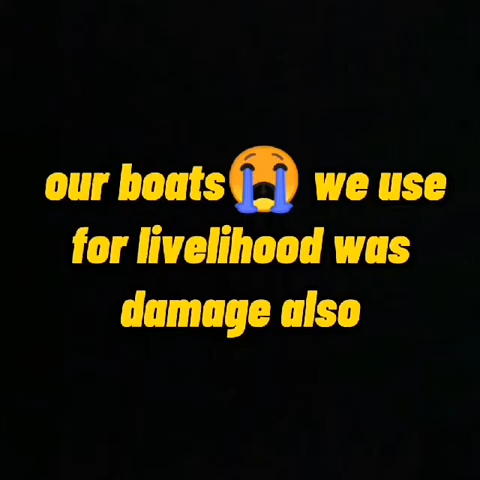 our boats😭 we use
for livelihood was
damage also